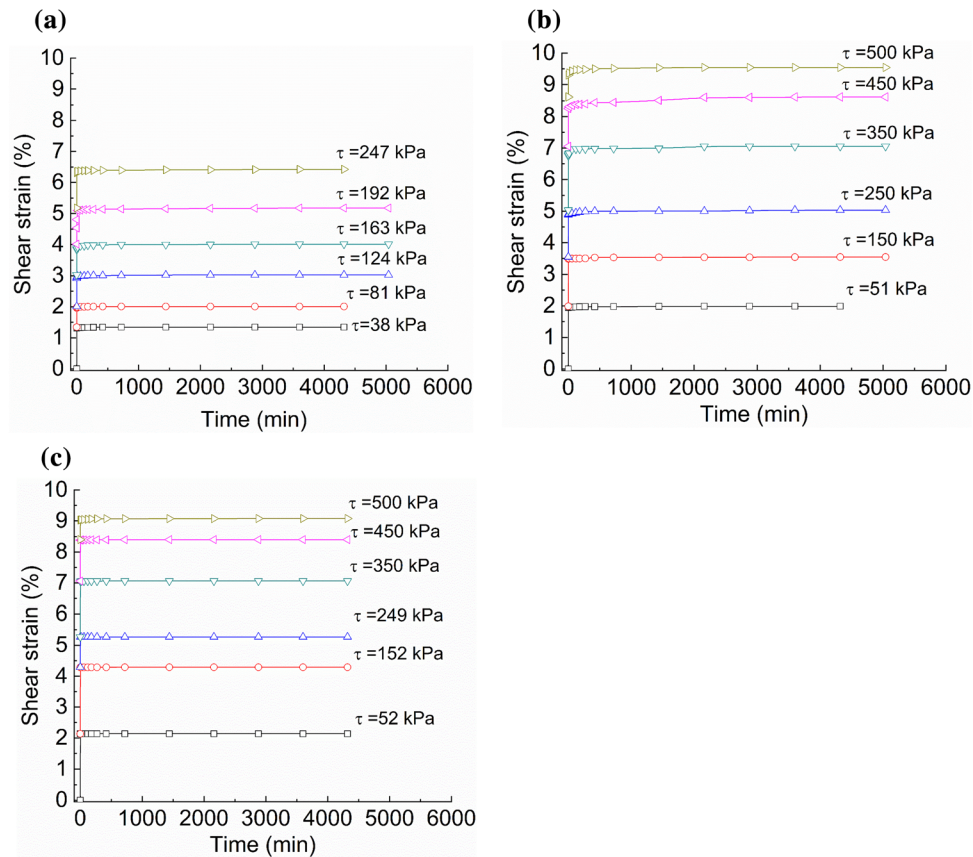 (a)
10
9
8
7
6
5
4
3
2
1
0
Shear strain (%)
τ =247 kPa
τ =192 kPa
τ =163 kPa
τ =124 kPa
τ =81 kPa
τ=38 kPa
0 1000 2000 3000 4000 5000 6000
Time (min)
(b)
10
9
8
7
6
5
4
3
2
1
0
Shear strain (%)
τ =500 kPa
τ =450 kPa
τ =350 kPa
τ =250 kPa
τ =150 kPa
τ =51 kPa
0 1000 2000 3000 4000 5000 6000
Time (min)
(c)
10
9
8
7
6
5
4
3
2
1
0
Shear strain (%)
τ =500 kPa
τ =450 kPa
τ =350 kPa
τ =249 kPa
τ =152 kPa
τ =52 kPa
0 1000 2000 3000 4000 5000 6000
Time (min)